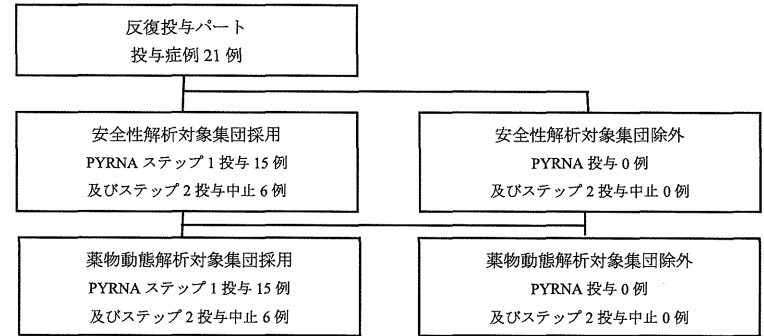 反復投与パート
投与症例 21 例
安全性解析対象集団採用
PYRNA ステップ 1 投与 15 例
及びステップ 2 投与中止 6 例
安全性解析対象集団除外
PYRNA 投与 0 例
及びステップ 2 投与中止 0 例
薬物動態解析対象集団採用
PYRNA ステップ 1 投与 15 例
及びステップ 2 投与中止 6 例
薬物動態解析対象集団除外
PYRNA 投与 0 例
及びステップ 2 投与中止 0 例